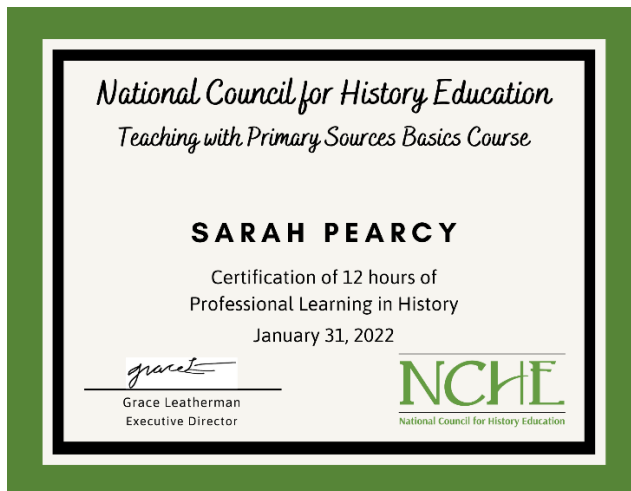 National Council for History Education
Teaching with Primary Sources Basics Course
SARAH PEARCY
Certification of 12 hours of
Professional Learning in History
January 31, 2022
grace L
Grace Leatherman
Executive Director
NCHE
National Council for History Education